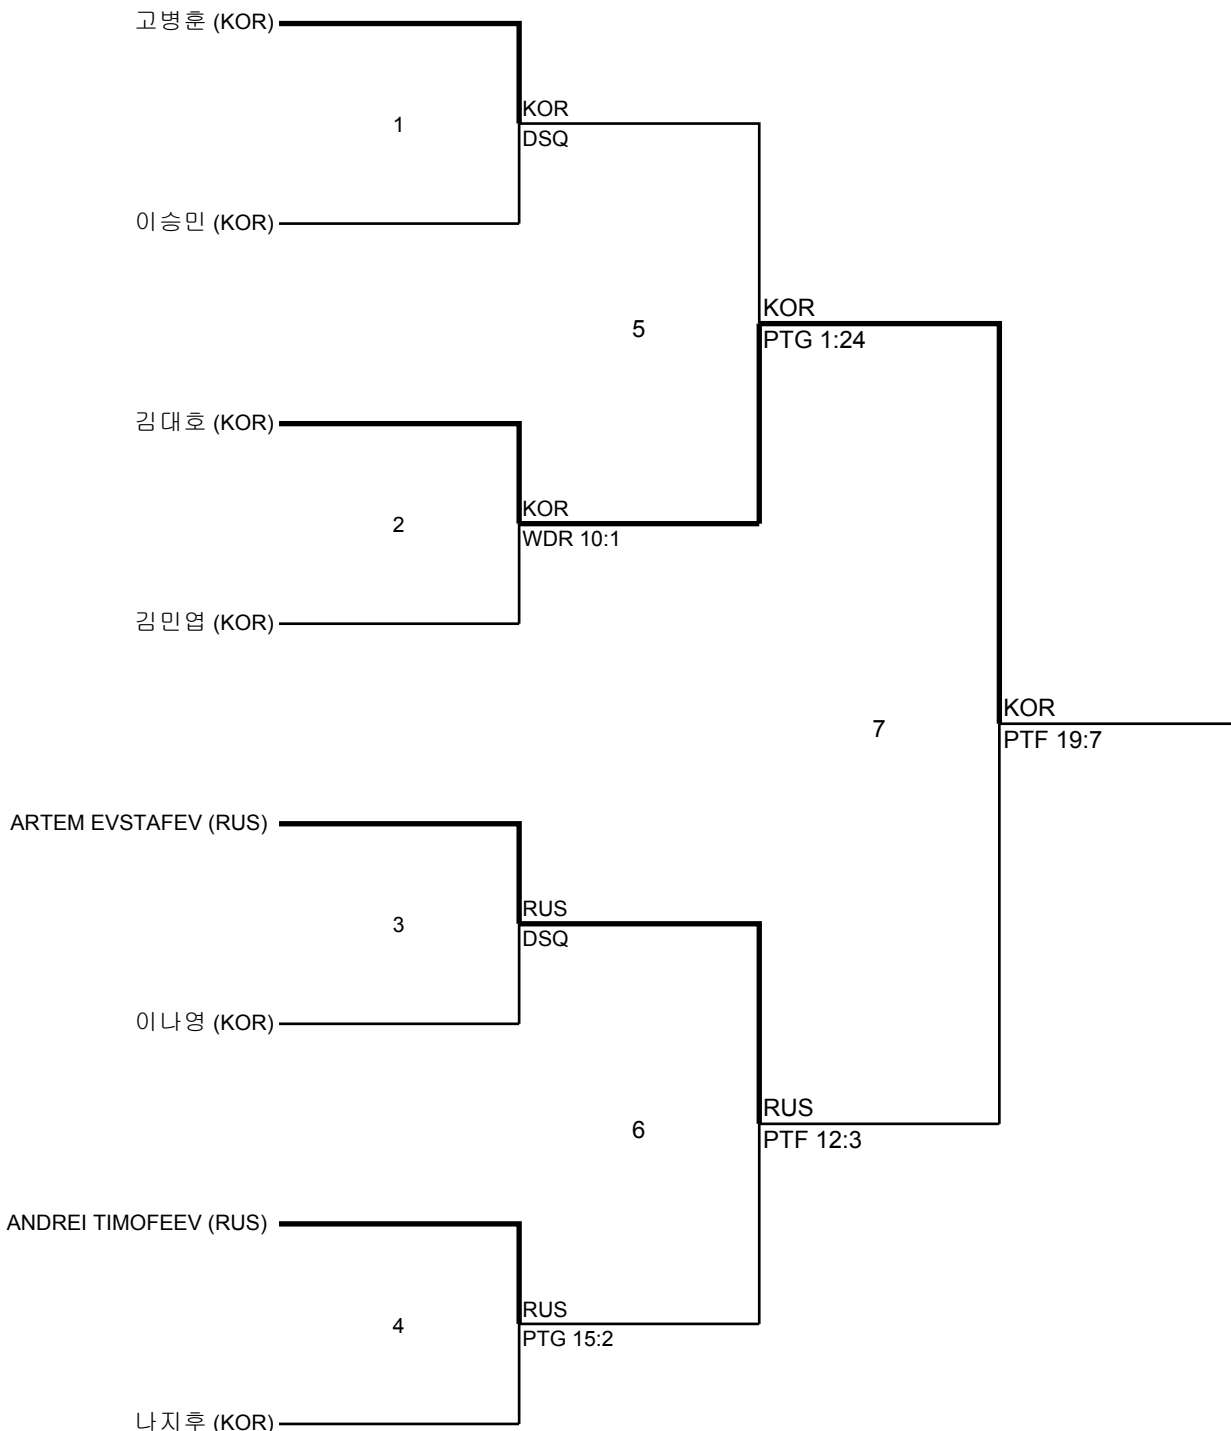 고병훈 (KOR)
KOR
1
DSQ
이승민 (KOR)
KOR
5
PTG 1:24
김대호 (KOR)
KOR
2
WDR 10:1
김민엽 (KOR)
KOR
7
PTF 19:7
ARTEM EVSTAFEV (RUS)
RUS
3
DSQ
이나영 (KOR)
RUS
6
PTF 12:3
ANDREI TIMOFEEV (RUS)
RUS
4
PTG 15:2
나지후 (KOR)